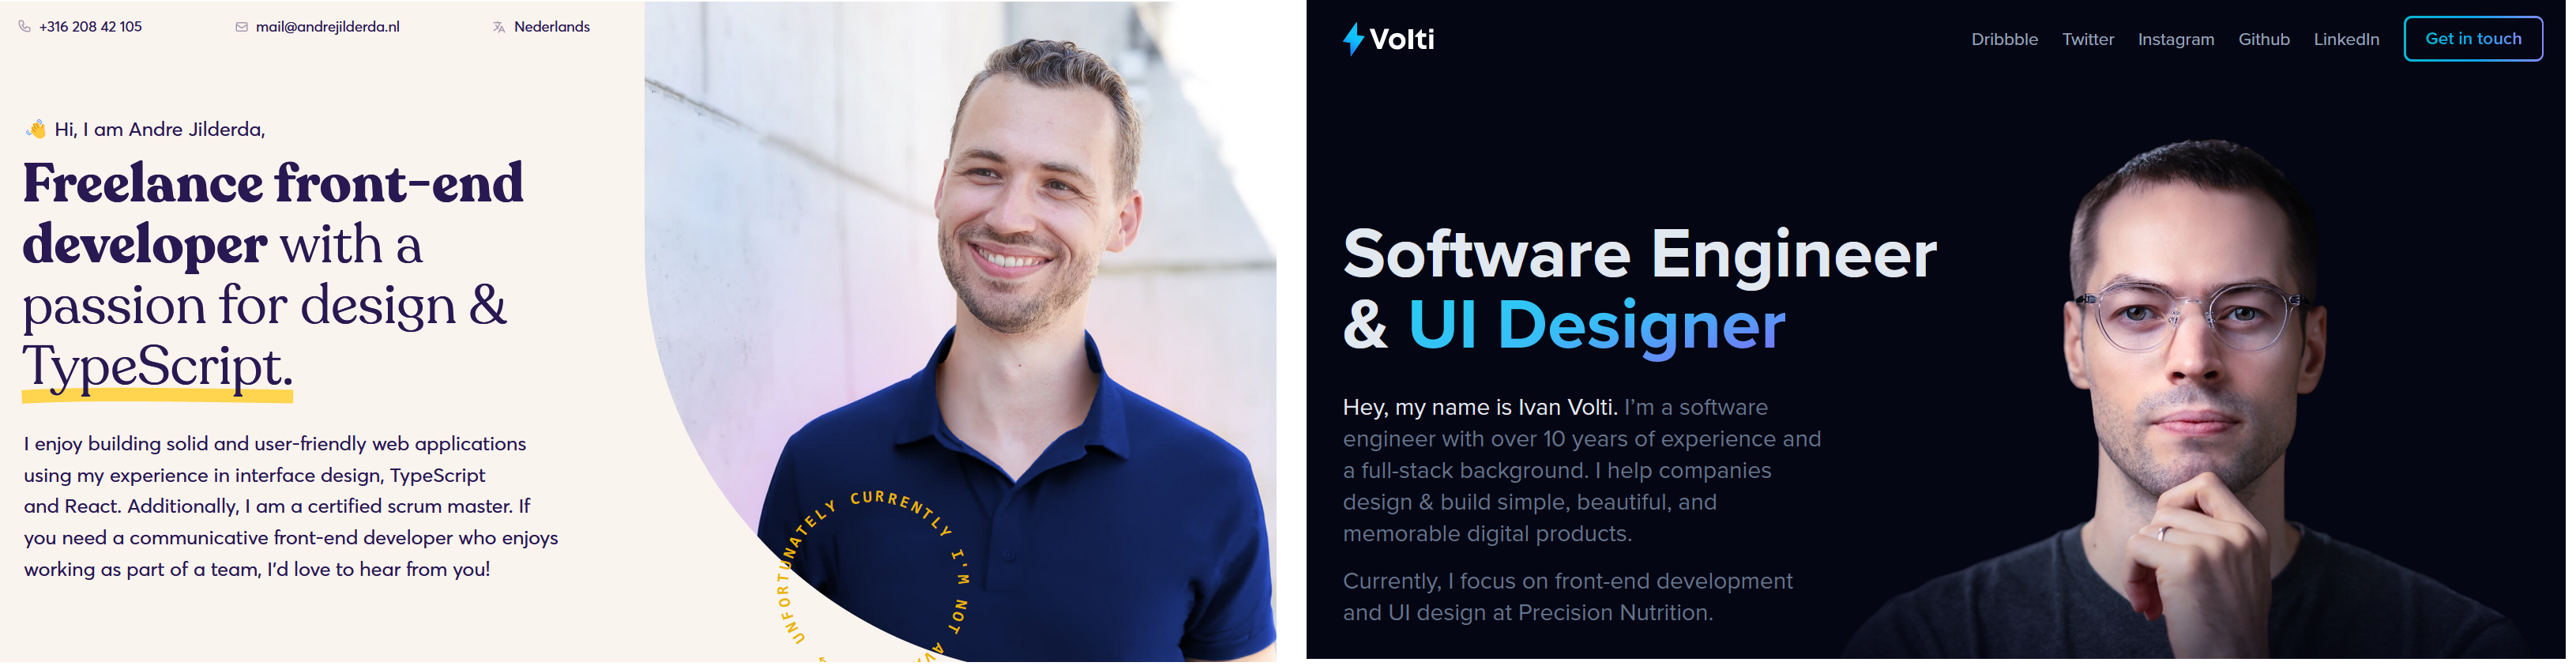 +316 208 42 105
mail@andrejilderda.nl
Nederlands
👋 Hi, I am Andre Jilderda,
Freelance front-end
developer with a
passion for design &
TypeScript.
I enjoy building solid and user-friendly web applications
using my experience in interface design, TypeScript
and React. Additionally, I am a certified scrum master. If
you need a communicative front-end developer who enjoys
working as part of a team, I'd love to hear from you!
UNFORTUNATELY CURRENTLY I'M NOT
Volti
Dribbble Twitter Instagram Github LinkedIn Get in touch
Software Engineer
& UI Designer
Hey, my name is Ivan Volti. I'm a software
engineer with over 10 years of experience and
a full-stack background. I help companies
design & build simple, beautiful, and
memorable digital products.
Currently, I focus on front-end development
and UI design at Precision Nutrition.